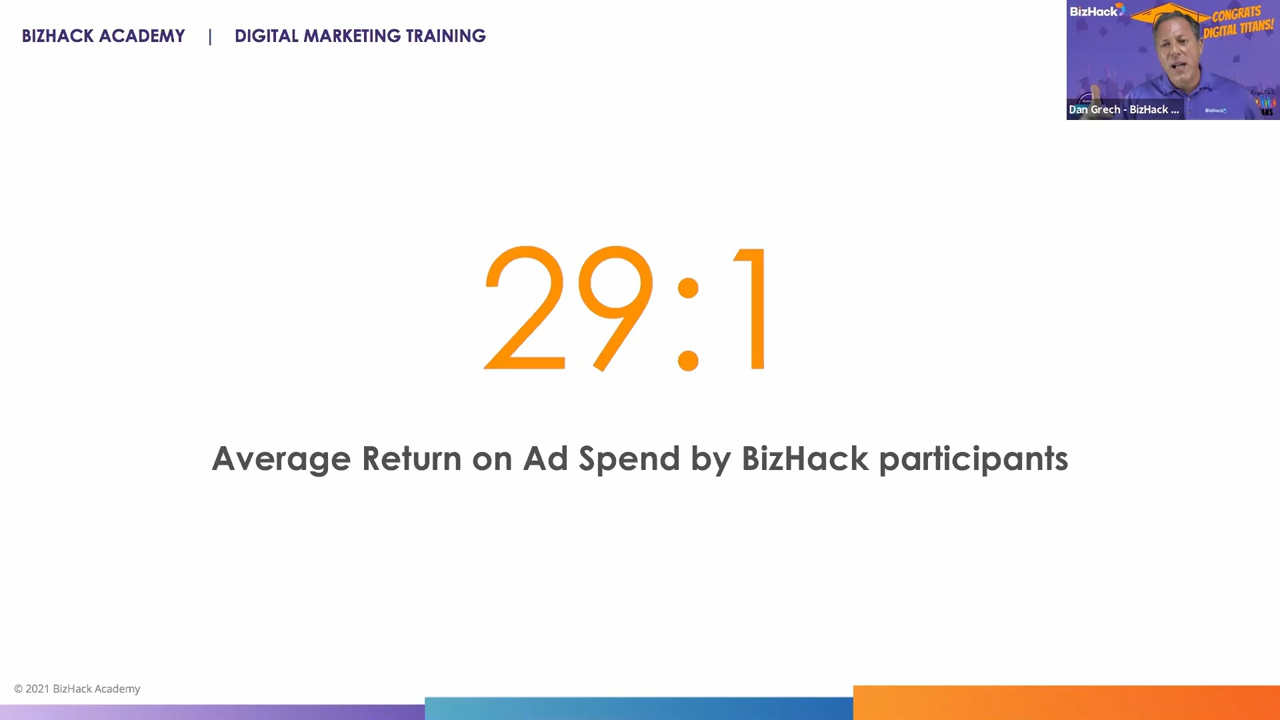 BIZHACK ACADEMY | DIGITAL MARKETING TRAINING
BizHack
CONGRATS
DIGITAL TITANS!
BizHack
Dan Grech - BizHack ...
29:1
Average Return on Ad Spend by BizHack participants
© 2021 BizHack Academy